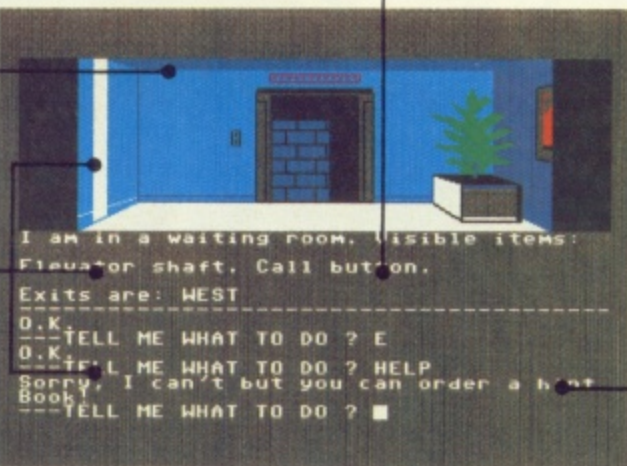 I am in a waiting room. Visible items:
Elevator shaft. Call button.
Exits are: WEST
O.K.
---TELL ME WHAT TO DO ? E
O.K.
---TELL ME WHAT TO DO ? HELP
Sorry, I can't but you can order a hint
Book!
---TELL ME WHAT TO DO ?